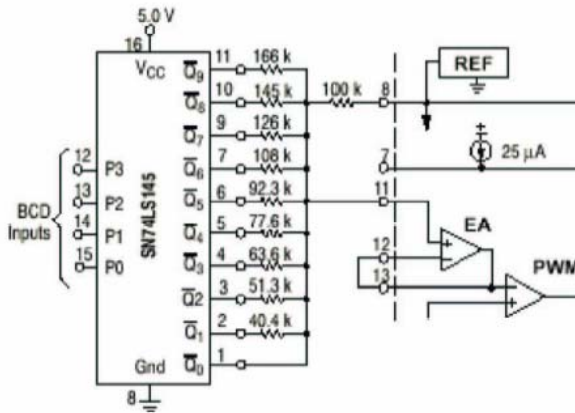 5.0 V
16
VCC
SN74LS145
BCD
Inputs
12 P3
13 P2
14 P1
15 P0
Q9 11 166 k
Q8 10 145 k
Q7 9 126 k
Q6 7 108 k
Q5 6 92.3 k
Q4 5 77.6 k
Q3 4 63.6 k
Q2 3 51.3 k
Q1 2 40.4 k
Q0 1
Gnd
8
100 k
8
REF
7
25 µA
11
EA
12
13
PWM